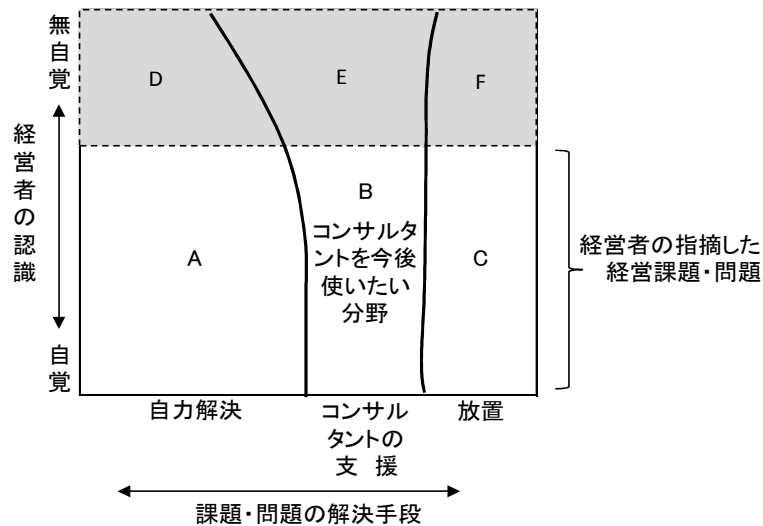 無自覚
経営者の認識
自覚
D
E
F
A
B
コンサルタ
ントを今後
使いたい
分野
C
経営者の指摘した
経営課題・問題
自力解決
コンサル
タントの
支 援
放置
課題・問題の解決手段